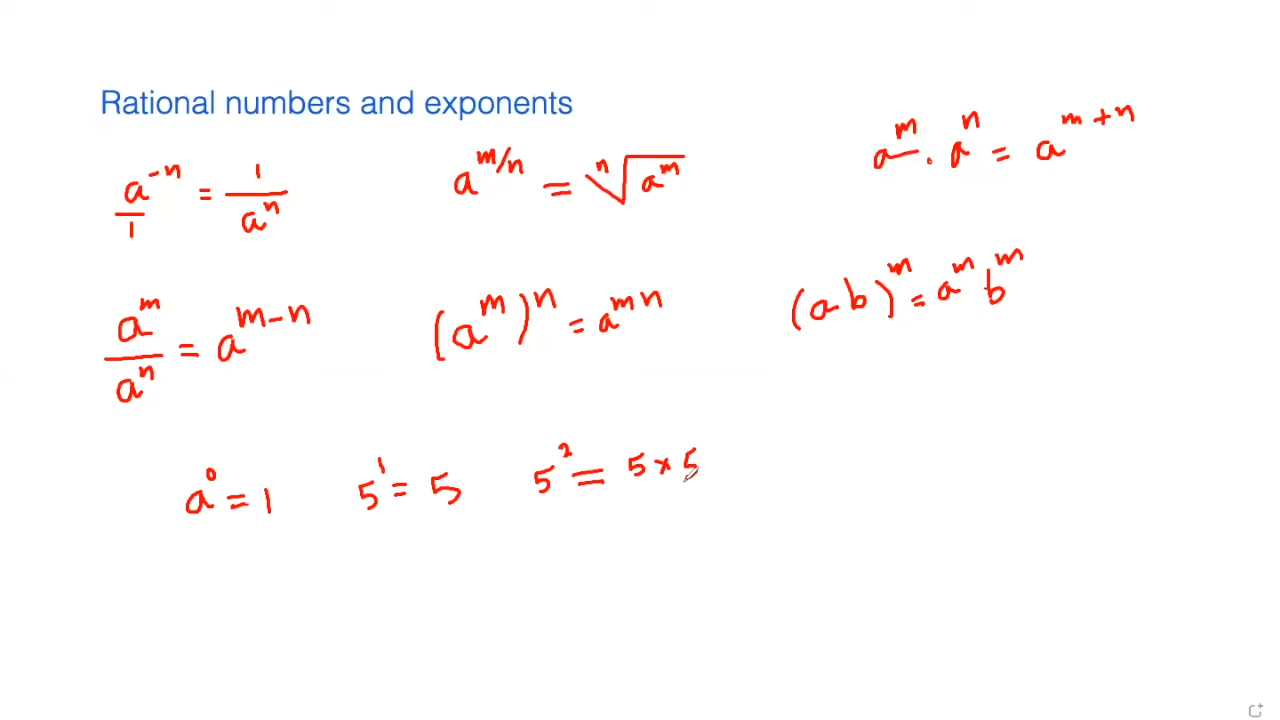 Rational numbers and exponents
a^-n/1 = 1/a^n
a^m/n = ⁿ√a^m
a^m · a^n = a^m+n
a^m/a^n = a^m-n
(a^m)^n = a^mn
(ab)^m = a^m b^m
a^0 = 1
5^1 = 5
5^2 = 5 × 5